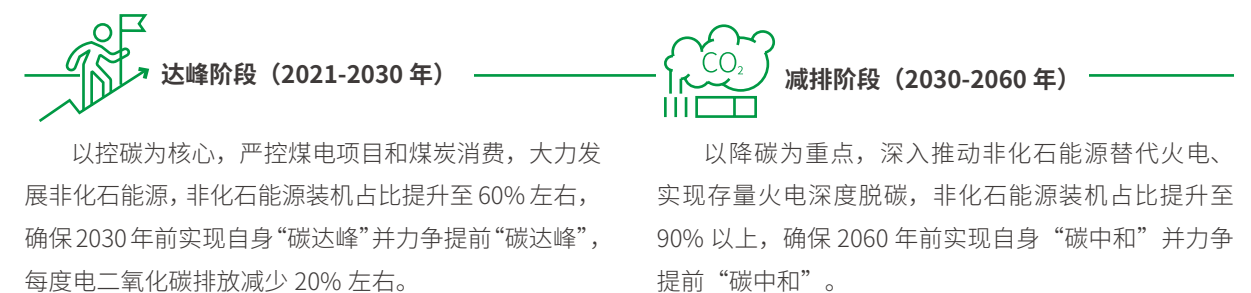 达峰阶段（2021-2030 年）
以控碳为核心，严控煤电项目和煤炭消费，大力发
展非化石能源，非化石能源装机占比提升至 60% 左右，
确保 2030 年前实现自身“碳达峰”并力争提前“碳达峰”，
每度电二氧化碳排放减少 20% 左右。
CO₂
减排阶段（2030-2060 年）
以降碳为重点，深入推动非化石能源替代火电、
实现存量火电深度脱碳，非化石能源装机占比提升至
90% 以上，确保 2060 年前实现自身“碳中和”并力争
提前“碳中和”。